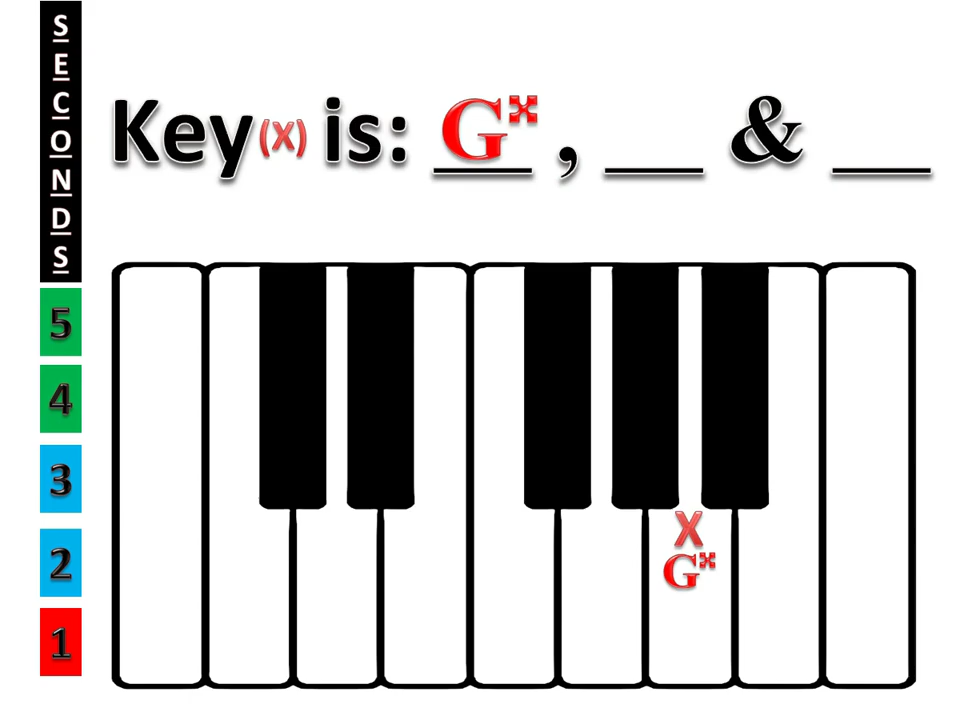 SECONDS
Key(X) is: G𝄪 , __ & __
5
4
3
2
1
X
G𝄪